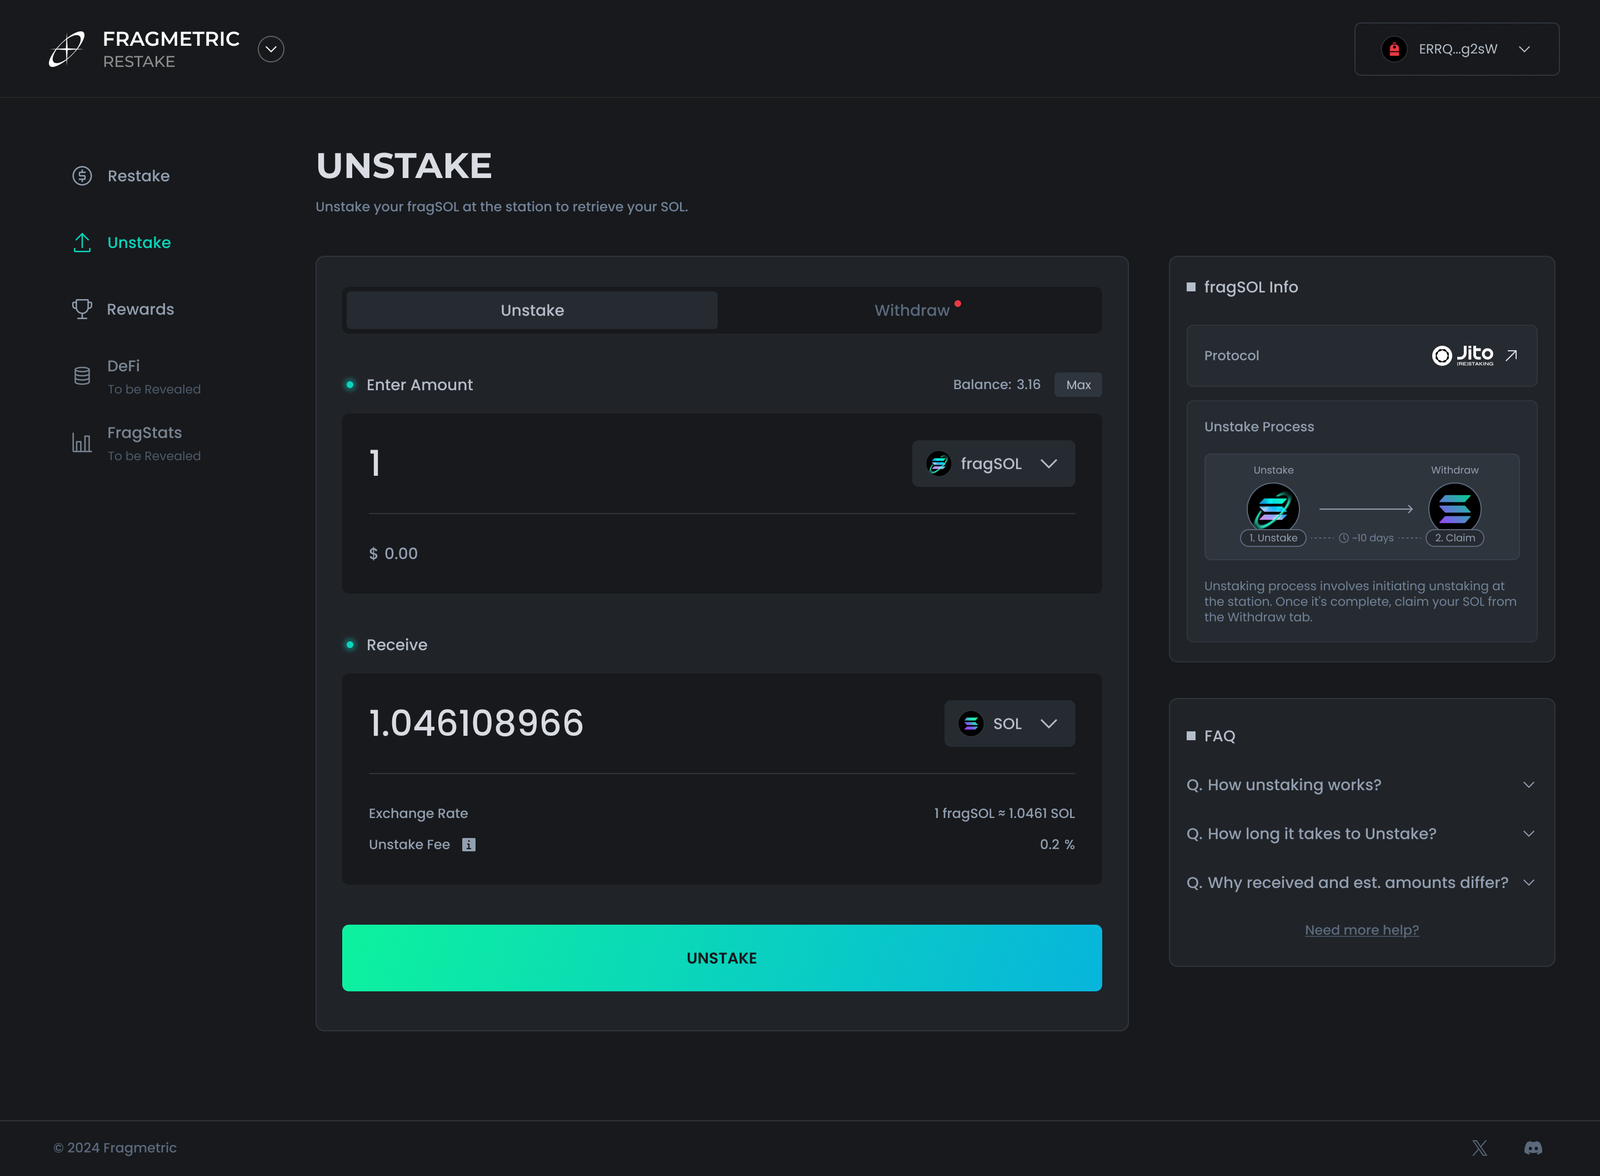 FRAGMETRIC
RESTAKE
ERRQ...g2sW
Restake
Unstake
Rewards
DeFi
To be Revealed
FragStats
To be Revealed
UNSTAKE
Unstake your fragSOL at the station to retrieve your SOL.
Unstake
Withdraw
Enter Amount
Balance: 3.16
Max
1
fragSOL
$ 0.00
Receive
1.046108966
SOL
Exchange Rate
1 fragSOL ≈ 1.0461 SOL
Unstake Fee
0.2 %
UNSTAKE
fragSOL Info
Protocol
Jito
(RE)STAKING
Unstake Process
Unstake
Withdraw
1. Unstake
~10 days
2. Claim
Unstaking process involves initiating unstaking at
the station. Once it's complete, claim your SOL from
the Withdraw tab.
FAQ
Q. How unstaking works?
Q. How long it takes to Unstake?
Q. Why received and est. amounts differ?
Need more help?
© 2024 Fragmetric